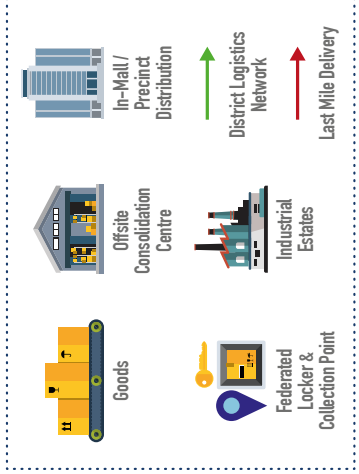 Goods
Offsite
Consolidation
Centre
In-Mall /
Precinct
Distribution
Federated
Locker &
Collection Point
Industrial
Estates
District Logistics
Network
Last Mile Delivery